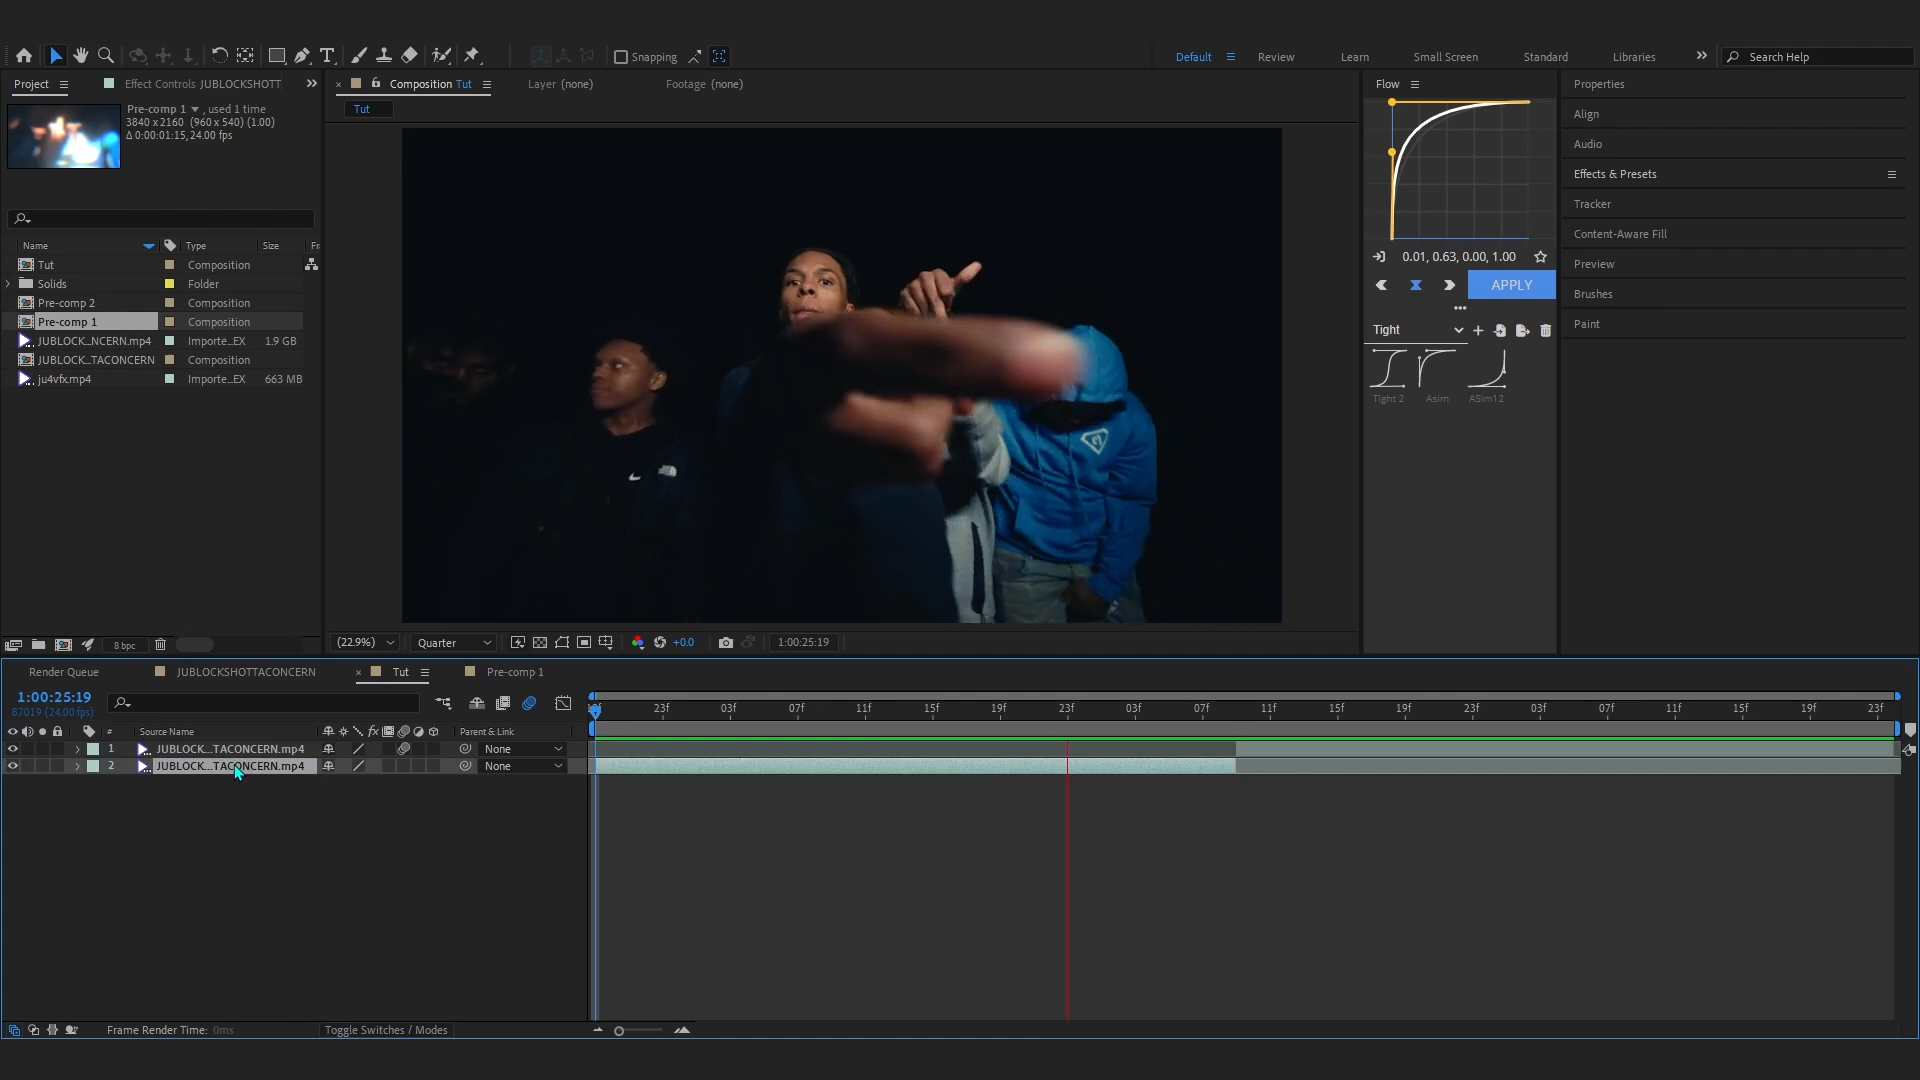 Snapping
Default
Review
Learn
Small Screen
Standard
Libraries
Search Help
Project
Effect Controls JUBLOCKSHOTT
Composition Tut
Layer (none)
Footage (none)
Flow
Properties
Pre-comp 1 , used 1 time
3840 x 2160 (960 x 540) (1.00)
Δ 0:00:01:15, 24.00 fps
Tut
Align
Audio
Effects & Presets
Tracker
Content-Aware Fill
Preview
Brushes
Paint
Name Type Size Fr
Tut Composition
Solids Folder
Pre-comp 2 Composition
Pre-comp 1 Composition
JUBLOCK...NCERN.mp4 Importe...EX 1.9 GB
JUBLOCK...TACONCERN Composition
ju4vfx.mp4 Importe...EX 663 MB
0.01, 0.63, 0.00, 1.00
APPLY
Tight
Tight 2 Asim ASim12
8 bpc
(22.9%) Quarter +0.0 1:00:25:19
Render Queue JUBLOCKSHOTTACONCERN Tut Pre-comp 1
1:00:25:19
87019 (24.00 fps)
23f 03f 07f 11f 15f 19f 23f 03f 07f 11f 15f 19f 23f 03f 07f 11f 15f 19f 23f
# Source Name fx Parent & Link
1 JUBLOCK...TACONCERN.mp4 None
2 JUBLOCK...TACONCERN.mp4 None
Frame Render Time: 0ms Toggle Switches / Modes